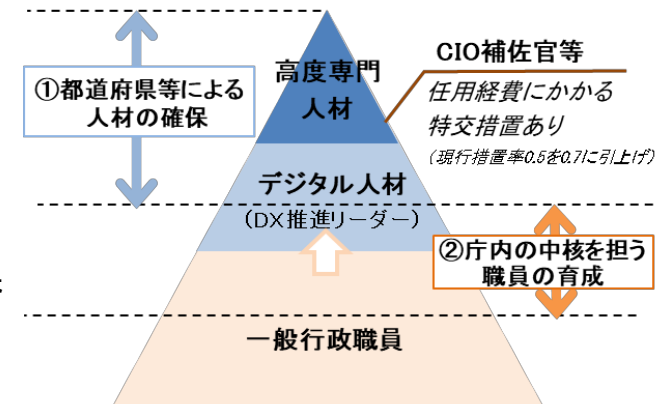 高度専門
人材
CIO補佐官等
任用経費にかかる
特交措置あり
(現行措置率0.5を0.7に引上げ)
①都道府県等による
人材の確保
デジタル人材
（DX推進リーダー）
②庁内の中核を担う
職員の育成
一般行政職員